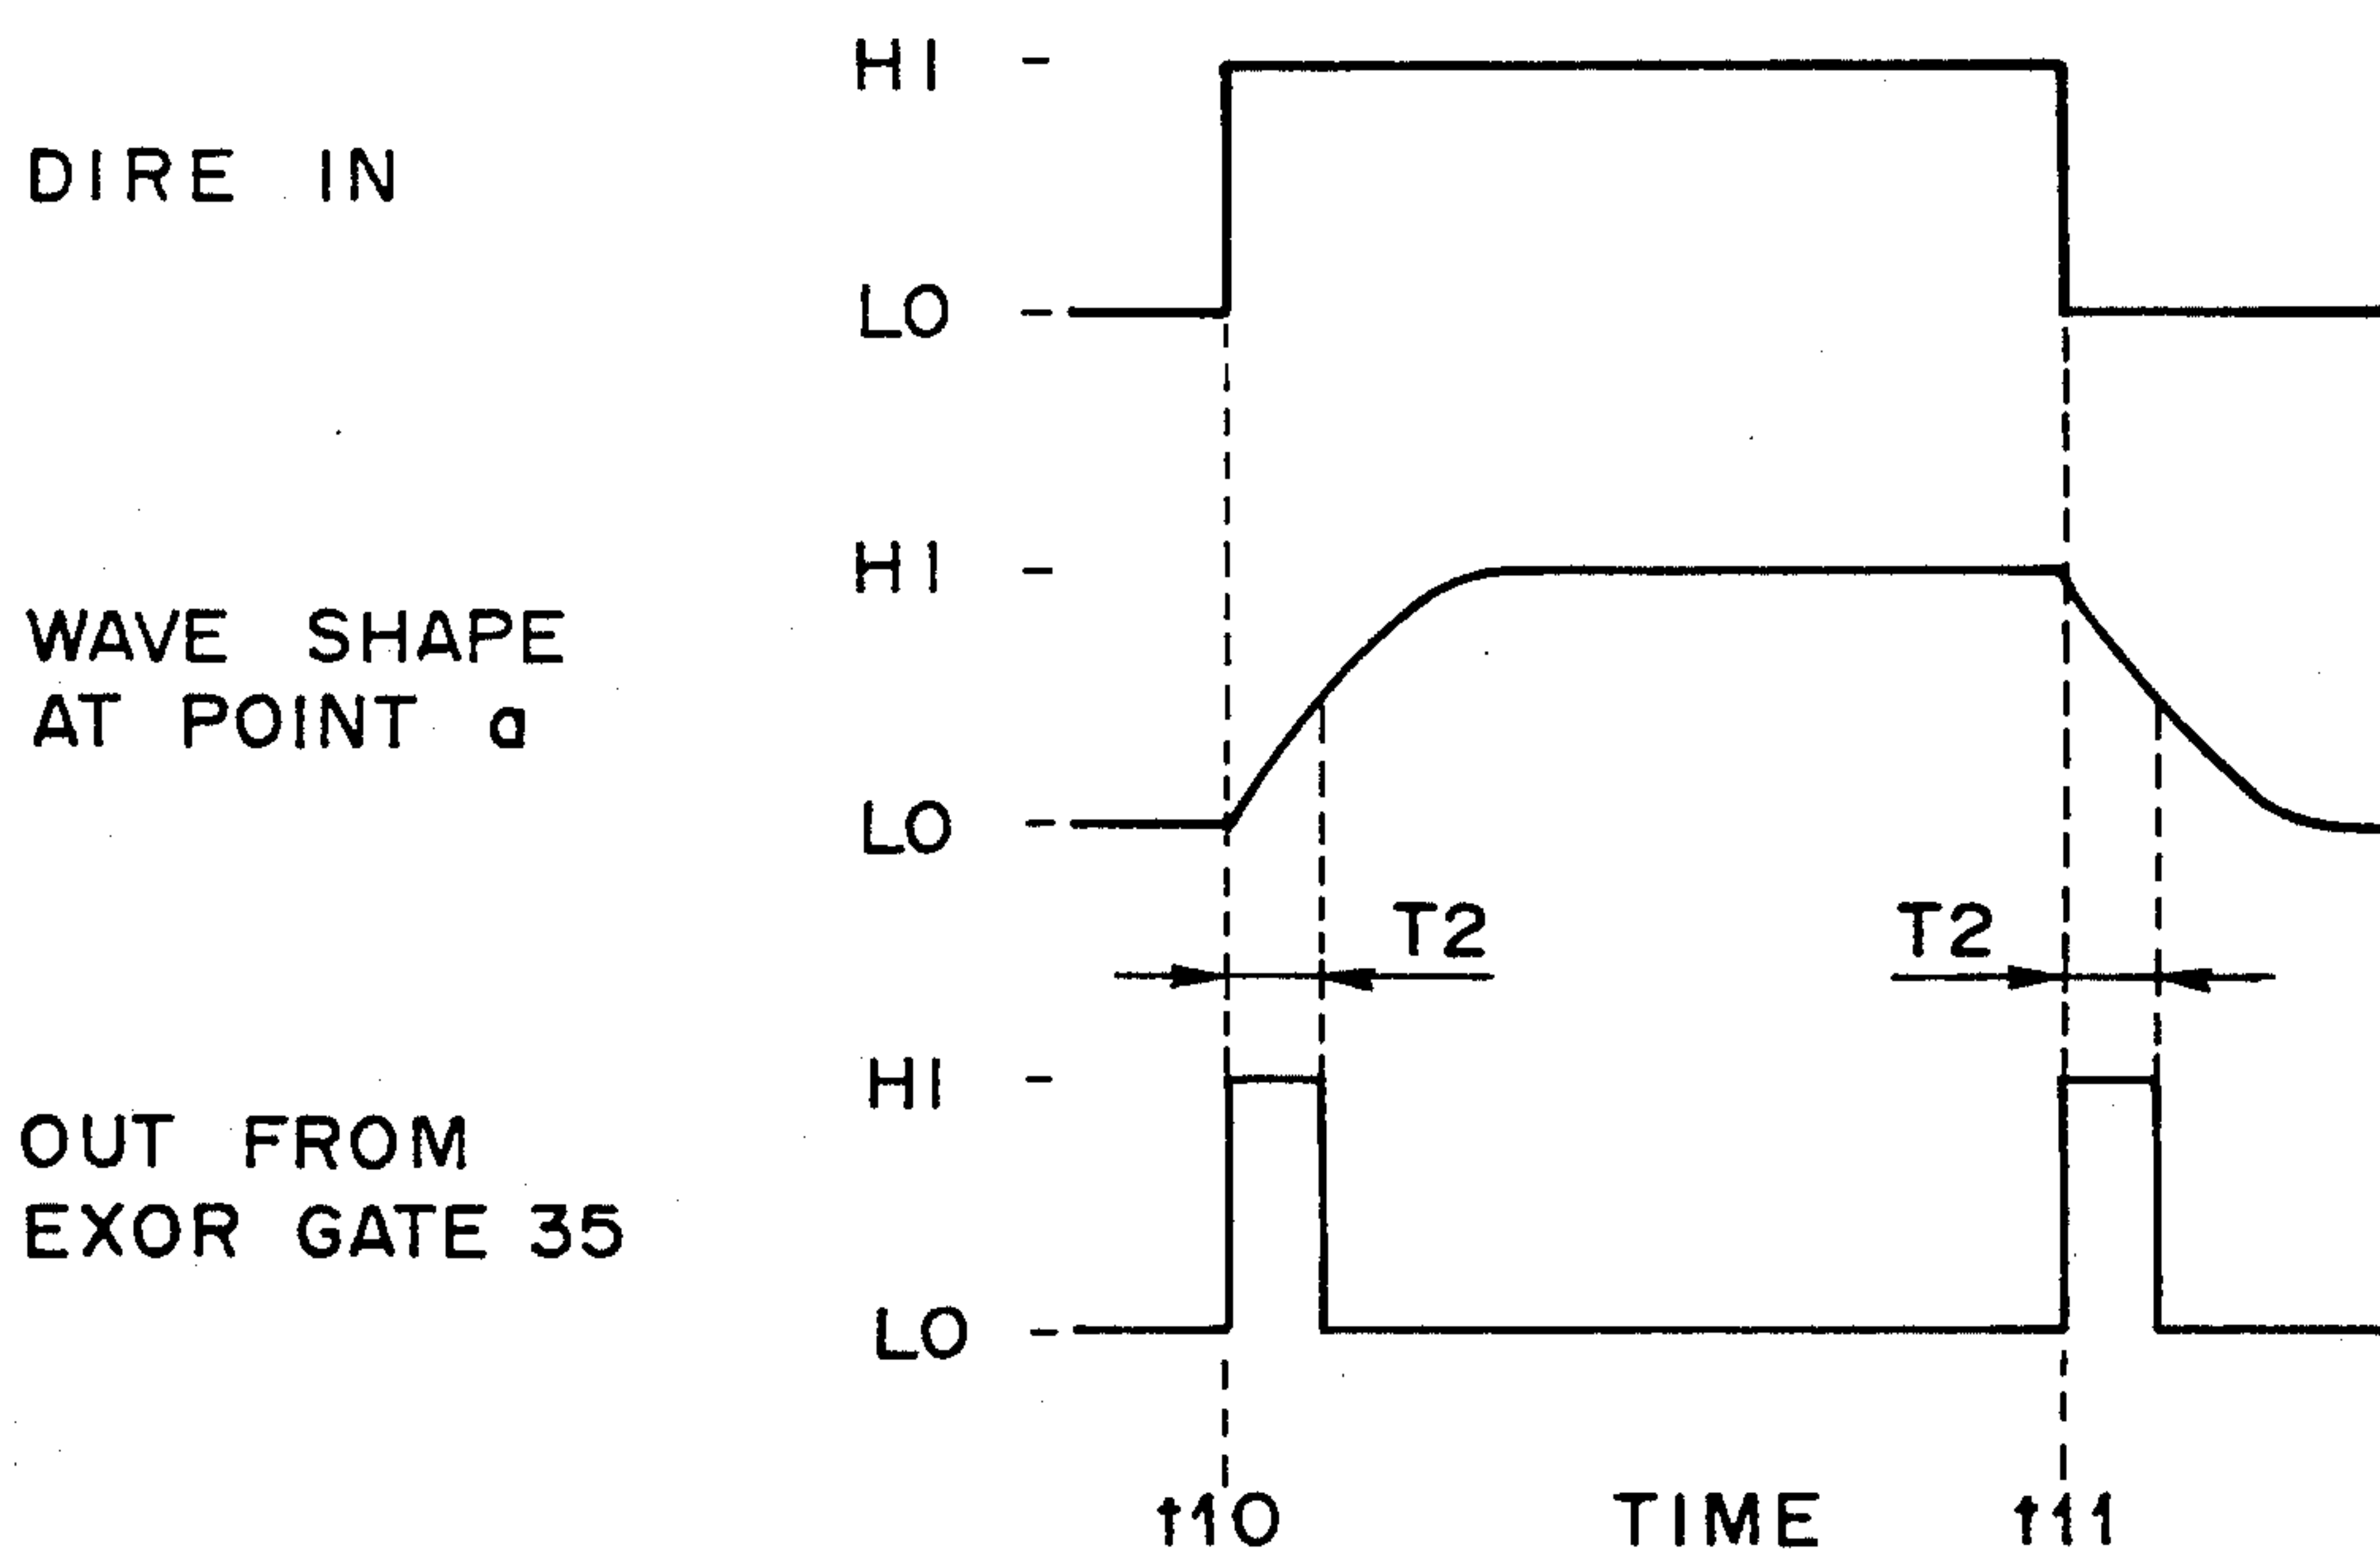 HI
DIRE IN
LO
HI
WAVE SHAPE
AT POINT a
LO
T2 T2
HI
OUT FROM
EXOR GATE 35
LO
t10 TIME t11